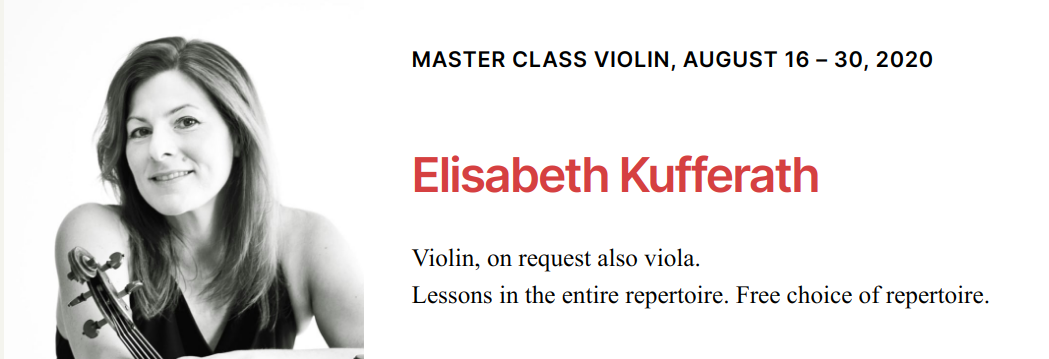 MASTER CLASS VIOLIN, AUGUST 16 – 30, 2020
Elisabeth Kufferath
Violin, on request also viola.
Lessons in the entire repertoire. Free choice of repertoire.